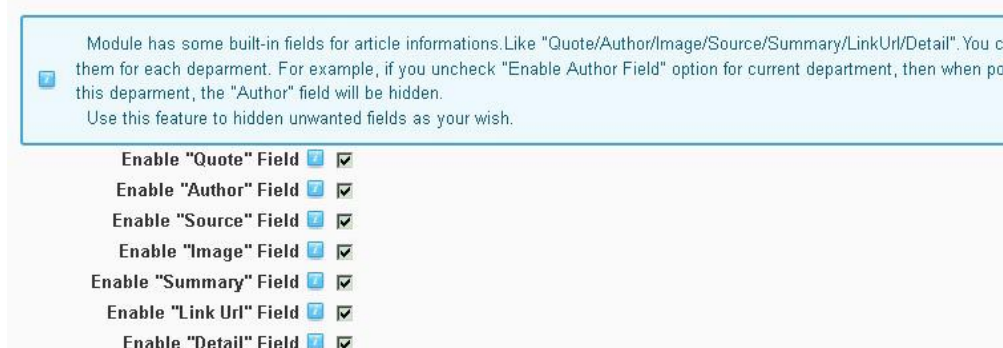 Module has some built-in fields for article informations.Like "Quote/Author/Image/Source/Summary/LinkUrl/Detail".You c
them for each deparment. For example, if you uncheck "Enable Author Field" option for current department, then when po
this deparment, the "Author" field will be hidden.
Use this feature to hidden unwanted fields as your wish.
Enable "Quote" Field
Enable "Author" Field
Enable "Source" Field
Enable "Image" Field
Enable "Summary" Field
Enable "Link Url" Field
Enable "Detail" Field